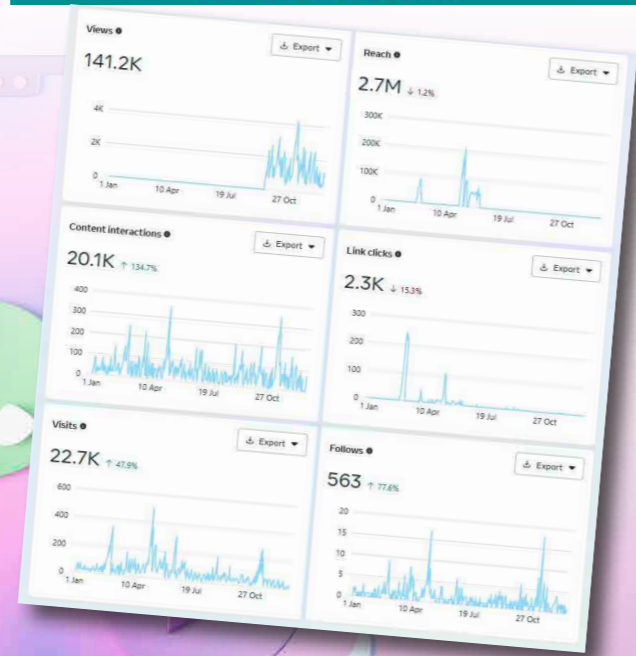 Views
Export
141.2K
4K
2K
0
1 Jan
10 Apr
19 Jul
27 Oct
Reach
Export
2.7M ↓ 1.2%
300K
200K
100K
0
1 Jan
10 Apr
19 Jul
27 Oct
Content interactions
Export
20.1K ↑ 134.7%
400
300
200
100
0
1 Jan
10 Apr
19 Jul
27 Oct
Link clicks
Export
2.3K ↓ 15.3%
300
200
100
0
1 Jan
10 Apr
19 Jul
27 Oct
Visits
Export
22.7K ↑ 47.9%
600
400
200
0
1 Jan
10 Apr
19 Jul
27 Oct
Follows
Export
563 ↑ 77.6%
20
15
10
5
0
1 Jan
10 Apr
19 Jul
27 Oct